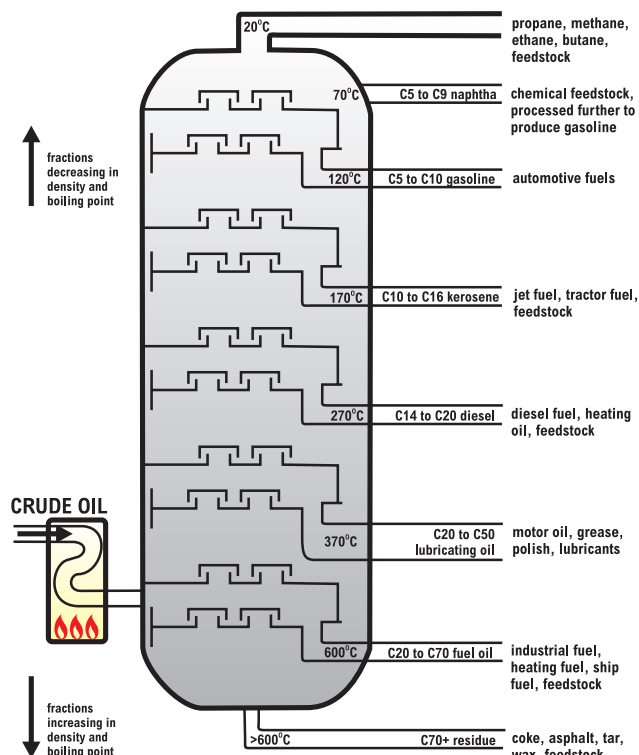 20°C
propane, methane,
ethane, butane,
feedstock
70°C
C5 to C9 naphtha
chemical feedstock,
processed further to
produce gasoline
fractions
decreasing in
density and
boiling point
120°C
C5 to C10 gasoline
automotive fuels
170°C
C10 to C16 kerosene
jet fuel, tractor fuel,
feedstock
270°C
C14 to C20 diesel
diesel fuel, heating
oil, feedstock
CRUDE OIL
370°C
C20 to C50
lubricating oil
motor oil, grease,
polish, lubricants
600°C
C20 to C70 fuel oil
industrial fuel,
heating fuel, ship
fuel, feedstock
fractions
increasing in
density and
boiling point
>600°C
C70+ residue
coke, asphalt, tar,
wax, feedstock